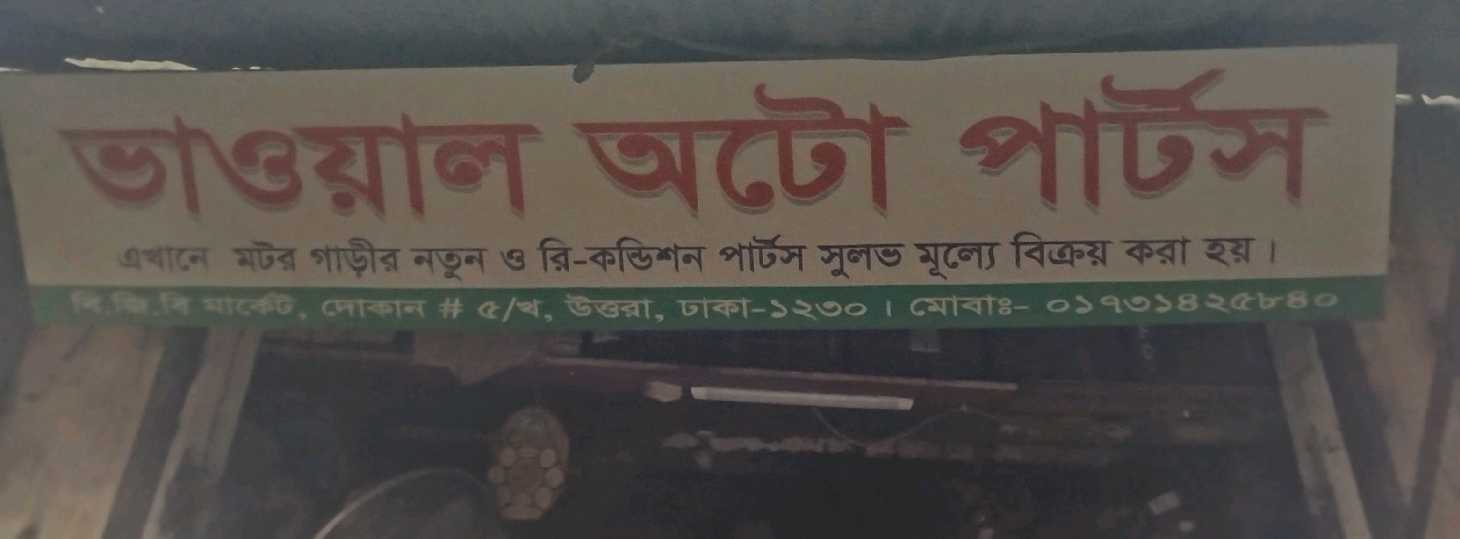 ভাওয়াল অটো পার্টস
এখানে মটর গাড়ীর নতুন ও রি-কন্ডিশন পার্টস সুলভ মূল্যে বিক্রয় করা হয়।
বি.জি.বি মার্কেট, দোকান # ৫/খ, উত্তরা, ঢাকা-১২৩০। মোবাঃ- ০১৭৩১৪২৫৮৪০